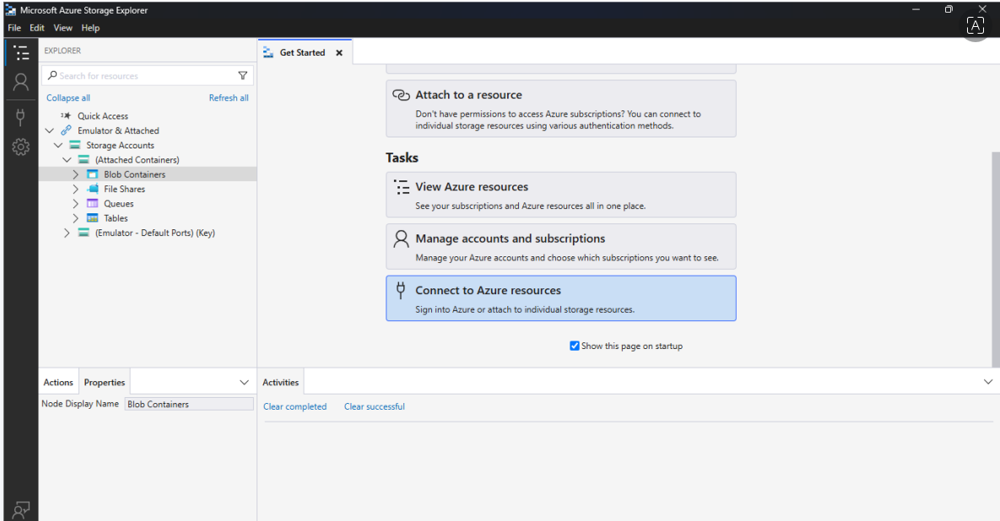 Microsoft Azure Storage Explorer
File Edit View Help
A
EXPLORER
Search for resources
Collapse all Refresh all
Quick Access
Emulator & Attached
Storage Accounts
(Attached Containers)
Blob Containers
File Shares
Queues
Tables
(Emulator - Default Ports) (Key)
Actions Properties
Node Display Name Blob Containers
Get Started
Attach to a resource
Don't have permissions to access Azure subscriptions? You can connect to
individual storage resources using various authentication methods.
Tasks
View Azure resources
See your subscriptions and Azure resources all in one place.
Manage accounts and subscriptions
Manage your Azure accounts and choose which subscriptions you want to see.
Connect to Azure resources
Sign into Azure or attach to individual storage resources.
Show this page on startup
Activities
Clear completed Clear successful